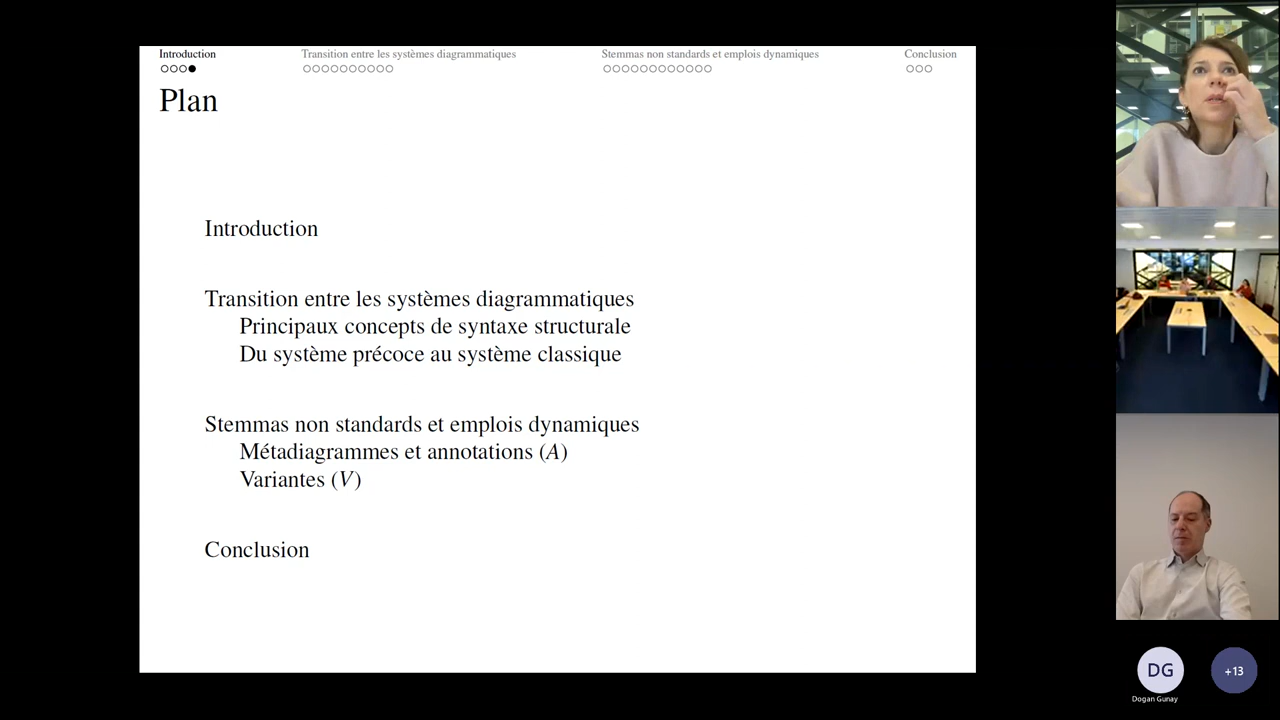 Introduction
Transition entre les systèmes diagrammatiques
Stemmas non standards et emplois dynamiques
Conclusion
Plan
Introduction
Transition entre les systèmes diagrammatiques
Principaux concepts de syntaxe structurale
Du système précoce au système classique
Stemmas non standards et emplois dynamiques
Métadiagrammes et annotations (A)
Variantes (V)
Conclusion
DG
+13
Dogan Gunay